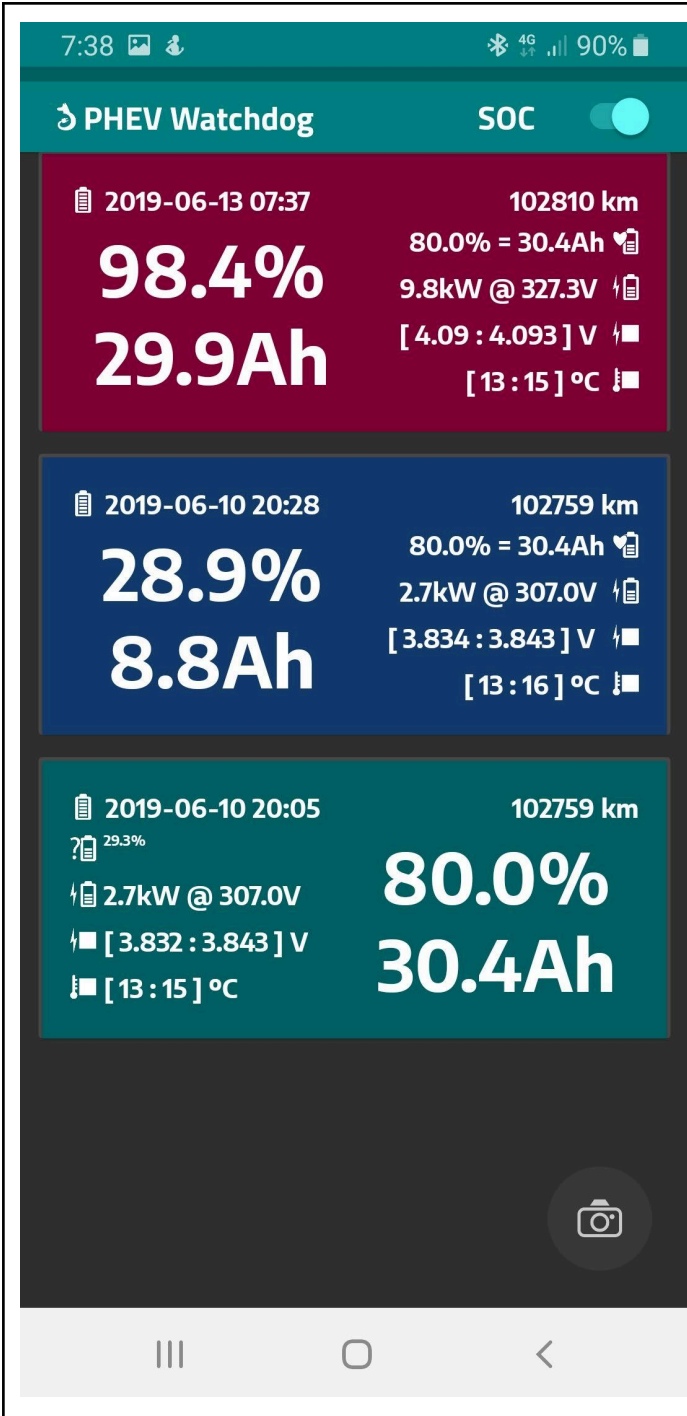 7:38 4G 90%
PHEV Watchdog SOC
2019-06-13 07:37 102810 km
98.4%
29.9Ah
80.0% = 30.4Ah
9.8kW @ 327.3V
[ 4.09 : 4.093 ] V
[ 13 : 15 ] ºC
2019-06-10 20:28 102759 km
28.9%
8.8Ah
80.0% = 30.4Ah
2.7kW @ 307.0V
[ 3.834 : 3.843 ] V
[ 13 : 16 ] ºC
2019-06-10 20:05 102759 km
? 29.3%
2.7kW @ 307.0V
[ 3.832 : 3.843 ] V
[ 13 : 15 ] ºC
80.0%
30.4Ah